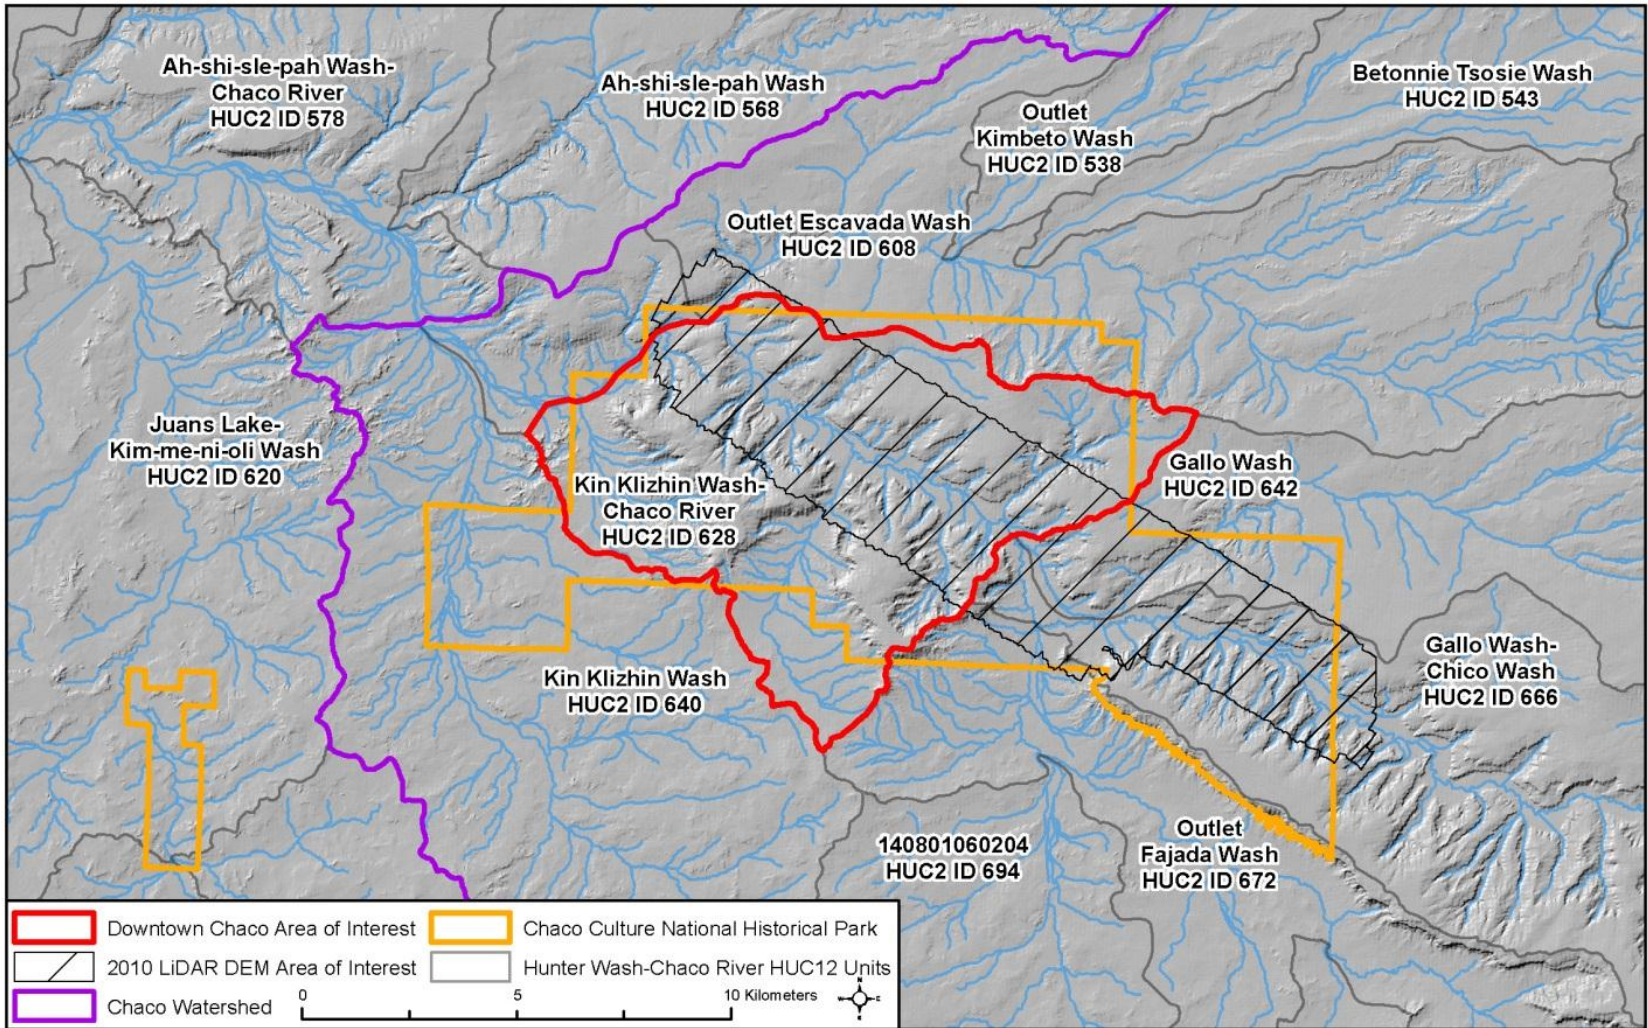 Ah-shi-sle-pah Wash-
Chaco River
HUC2 ID 578
Ah-shi-sle-pah Wash
HUC2 ID 568
Outlet
Kimbeto Wash
HUC2 ID 538
Betonnie Tsosie Wash
HUC2 ID 543
Outlet Escavada Wash
HUC2 ID 608
Juans Lake-
Kim-me-ni-oli Wash
HUC2 ID 620
Kin Klizhin Wash-
Chaco River
HUC2 ID 628
Gallo Wash
HUC2 ID 642
Kin Klizhin Wash
HUC2 ID 640
Gallo Wash-
Chico Wash
HUC2 ID 666
140801060204
HUC2 ID 694
Outlet
Fajada Wash
HUC2 ID 672
Downtown Chaco Area of Interest
Chaco Culture National Historical Park
2010 LiDAR DEM Area of Interest
Hunter Wash-Chaco River HUC12 Units
Chaco Watershed
0 5 10 Kilometers
N
W E
S